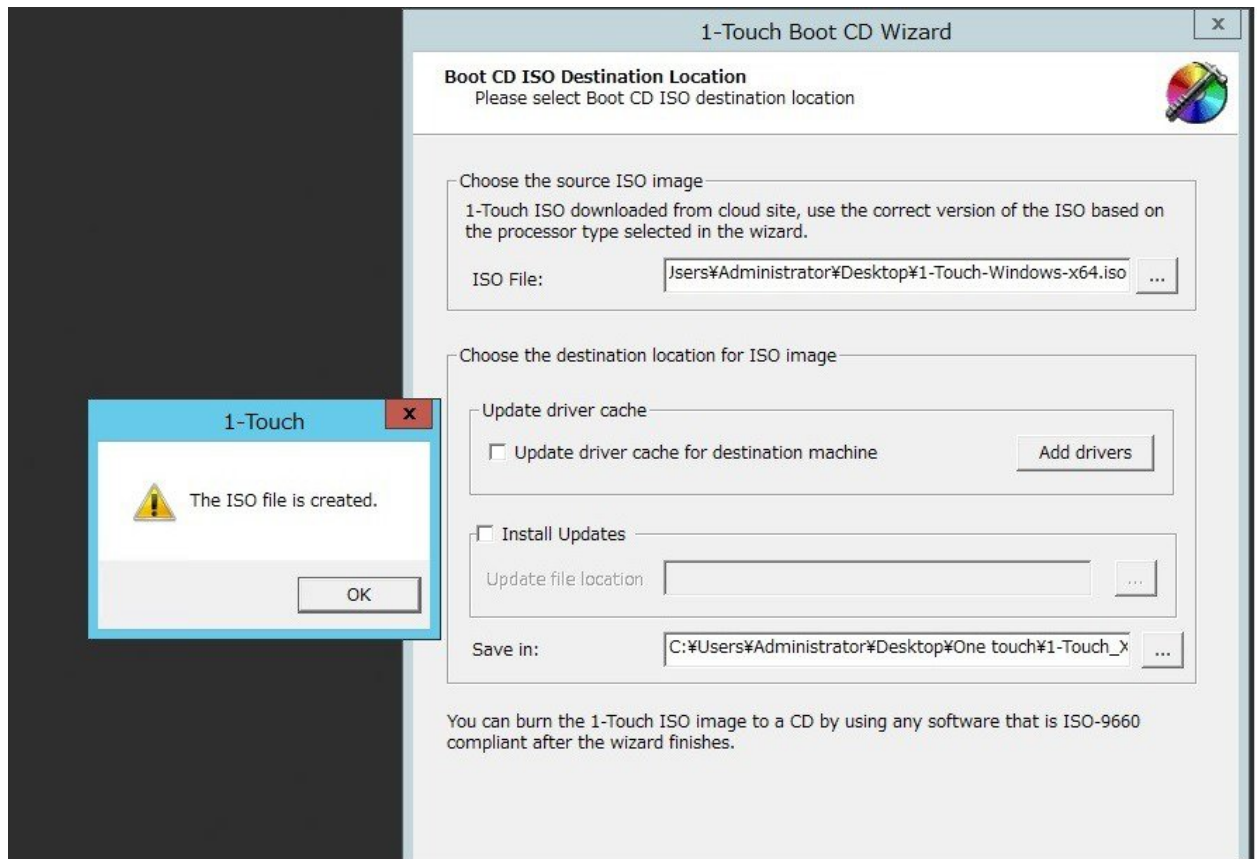 1-Touch Boot CD Wizard
x
Boot CD ISO Destination Location
Please select Boot CD ISO destination location
Choose the source ISO image
1-Touch ISO downloaded from cloud site, use the correct version of the ISO based on
the processor type selected in the wizard.
ISO File:
Jsers¥Administrator¥Desktop¥1-Touch-Windows-x64.iso
...
Choose the destination location for ISO image
Update driver cache
Update driver cache for destination machine
Add drivers
Install Updates
Update file location
...
Save in:
C:¥Users¥Administrator¥Desktop¥One touch¥1-Touch_X
...
You can burn the 1-Touch ISO image to a CD by using any software that is ISO-9660
compliant after the wizard finishes.
1-Touch
x
The ISO file is created.
OK